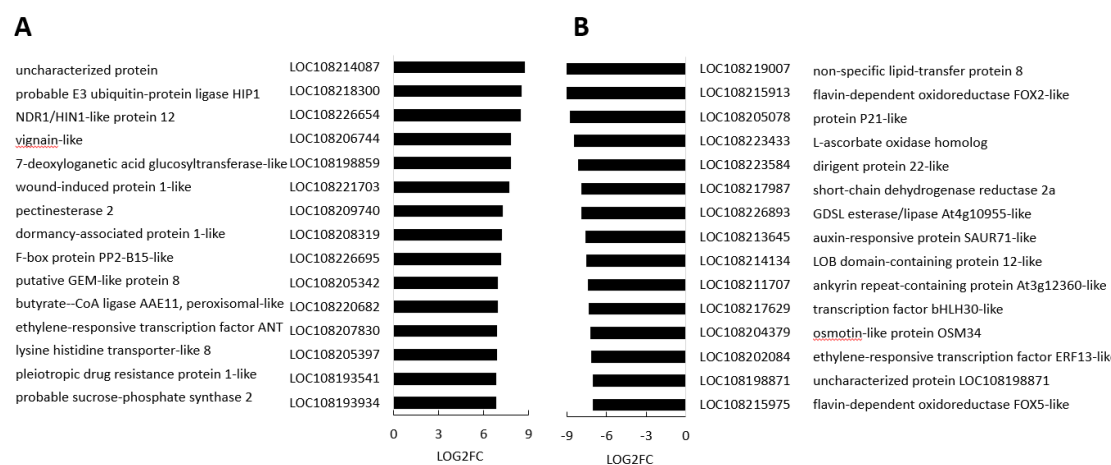 A
B
uncharacterized protein LOC108214087
probable E3 ubiquitin-protein ligase HIP1 LOC108218300
NDR1/HIN1-like protein 12 LOC108226654
vignain-like LOC108206744
7-deoxyloganetic acid glucosyltransferase-like LOC108198859
wound-induced protein 1-like LOC108221703
pectinesterase 2 LOC108209740
dormancy-associated protein 1-like LOC108208319
F-box protein PP2-B15-like LOC108226695
putative GEM-like protein 8 LOC108205342
butyrate--CoA ligase AAE11, peroxisomal-like LOC108220682
ethylene-responsive transcription factor ANT LOC108207830
lysine histidine transporter-like 8 LOC108205397
pleiotropic drug resistance protein 1-like LOC108193541
probable sucrose-phosphate synthase 2 LOC108193934
0 3 6 9
LOG2FC
LOC108219007 non-specific lipid-transfer protein 8
LOC108215913 flavin-dependent oxidoreductase FOX2-like
LOC108205078 protein P21-like
LOC108223433 L-ascorbate oxidase homolog
LOC108223584 dirigent protein 22-like
LOC108217987 short-chain dehydrogenase reductase 2a
LOC108226893 GDSL esterase/lipase At4g10955-like
LOC108213645 auxin-responsive protein SAUR71-like
LOC108214134 LOB domain-containing protein 12-like
LOC108211707 ankyrin repeat-containing protein At3g12360-like
LOC108217629 transcription factor bHLH30-like
LOC108204379 osmotin-like protein OSM34
LOC108202084 ethylene-responsive transcription factor ERF13-lik
LOC108198871 uncharacterized protein LOC108198871
LOC108215975 flavin-dependent oxidoreductase FOX5-like
-9 -6 -3 0
LOG2FC